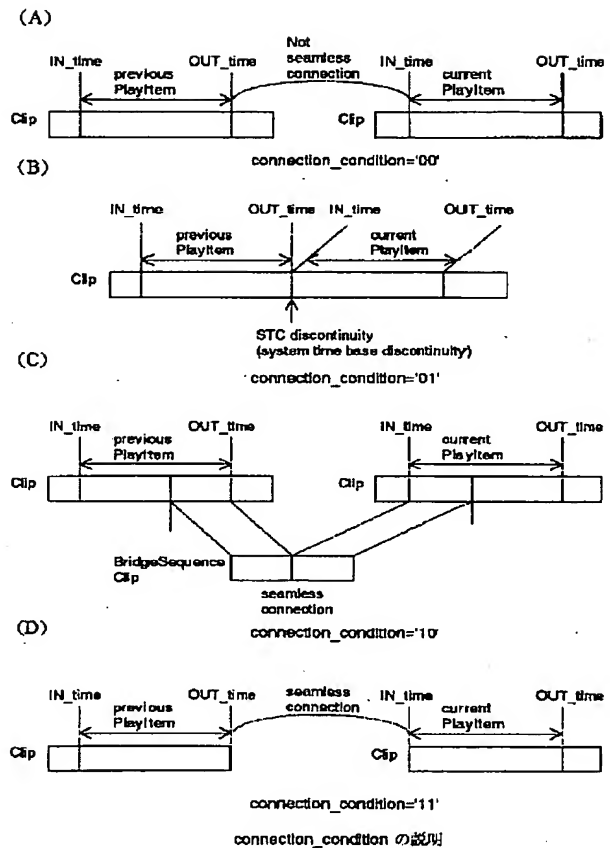 (A)
Not
seamless
connection
IN_time
OUT_time
IN_time
OUT_time
previous
PlayItem
current
PlayItem
Clip
Clip
connection_condition='00'
(B)
IN_time
OUT_time
IN_time
OUT_time
previous
PlayItem
current
PlayItem
Clip
STC discontinuity
(system time base discontinuity)
connection_condition='01'
(C)
IN_time
OUT_time
IN_time
OUT_time
previous
PlayItem
current
PlayItem
Clip
Clip
BridgeSequence
Clip
seamless
connection
connection_condition='10'
(D)
IN_time
OUT_time
seamless
connection
IN_time
OUT_time
previous
PlayItem
current
PlayItem
Clip
Clip
connection_condition='11'
connection_condition の説明